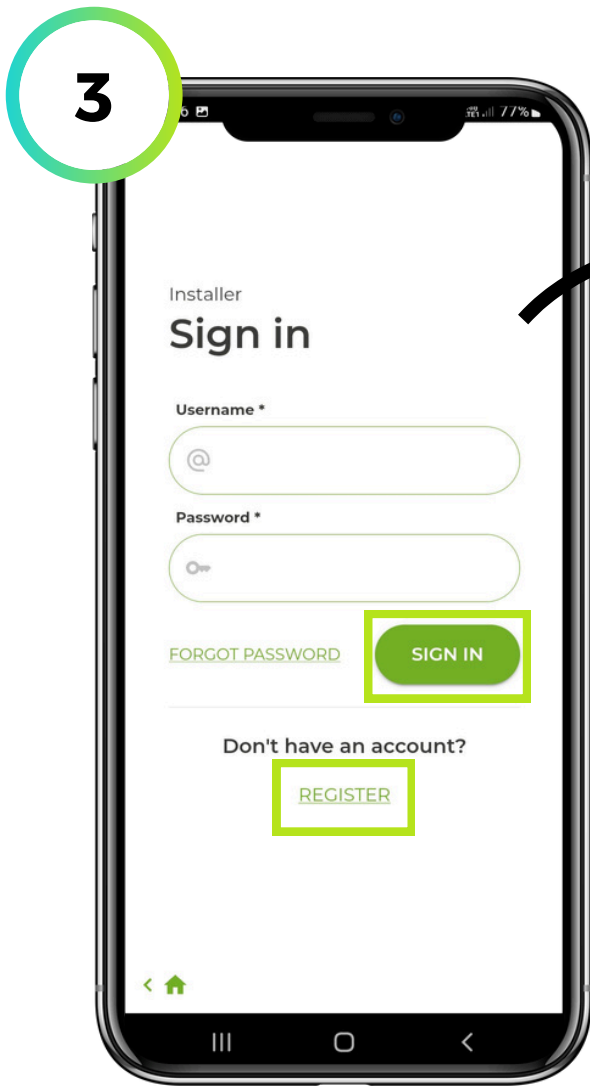 3
77%
Installer
Sign in
Username *
@
Password *
FORGOT PASSWORD
SIGN IN
Don't have an account?
REGISTER